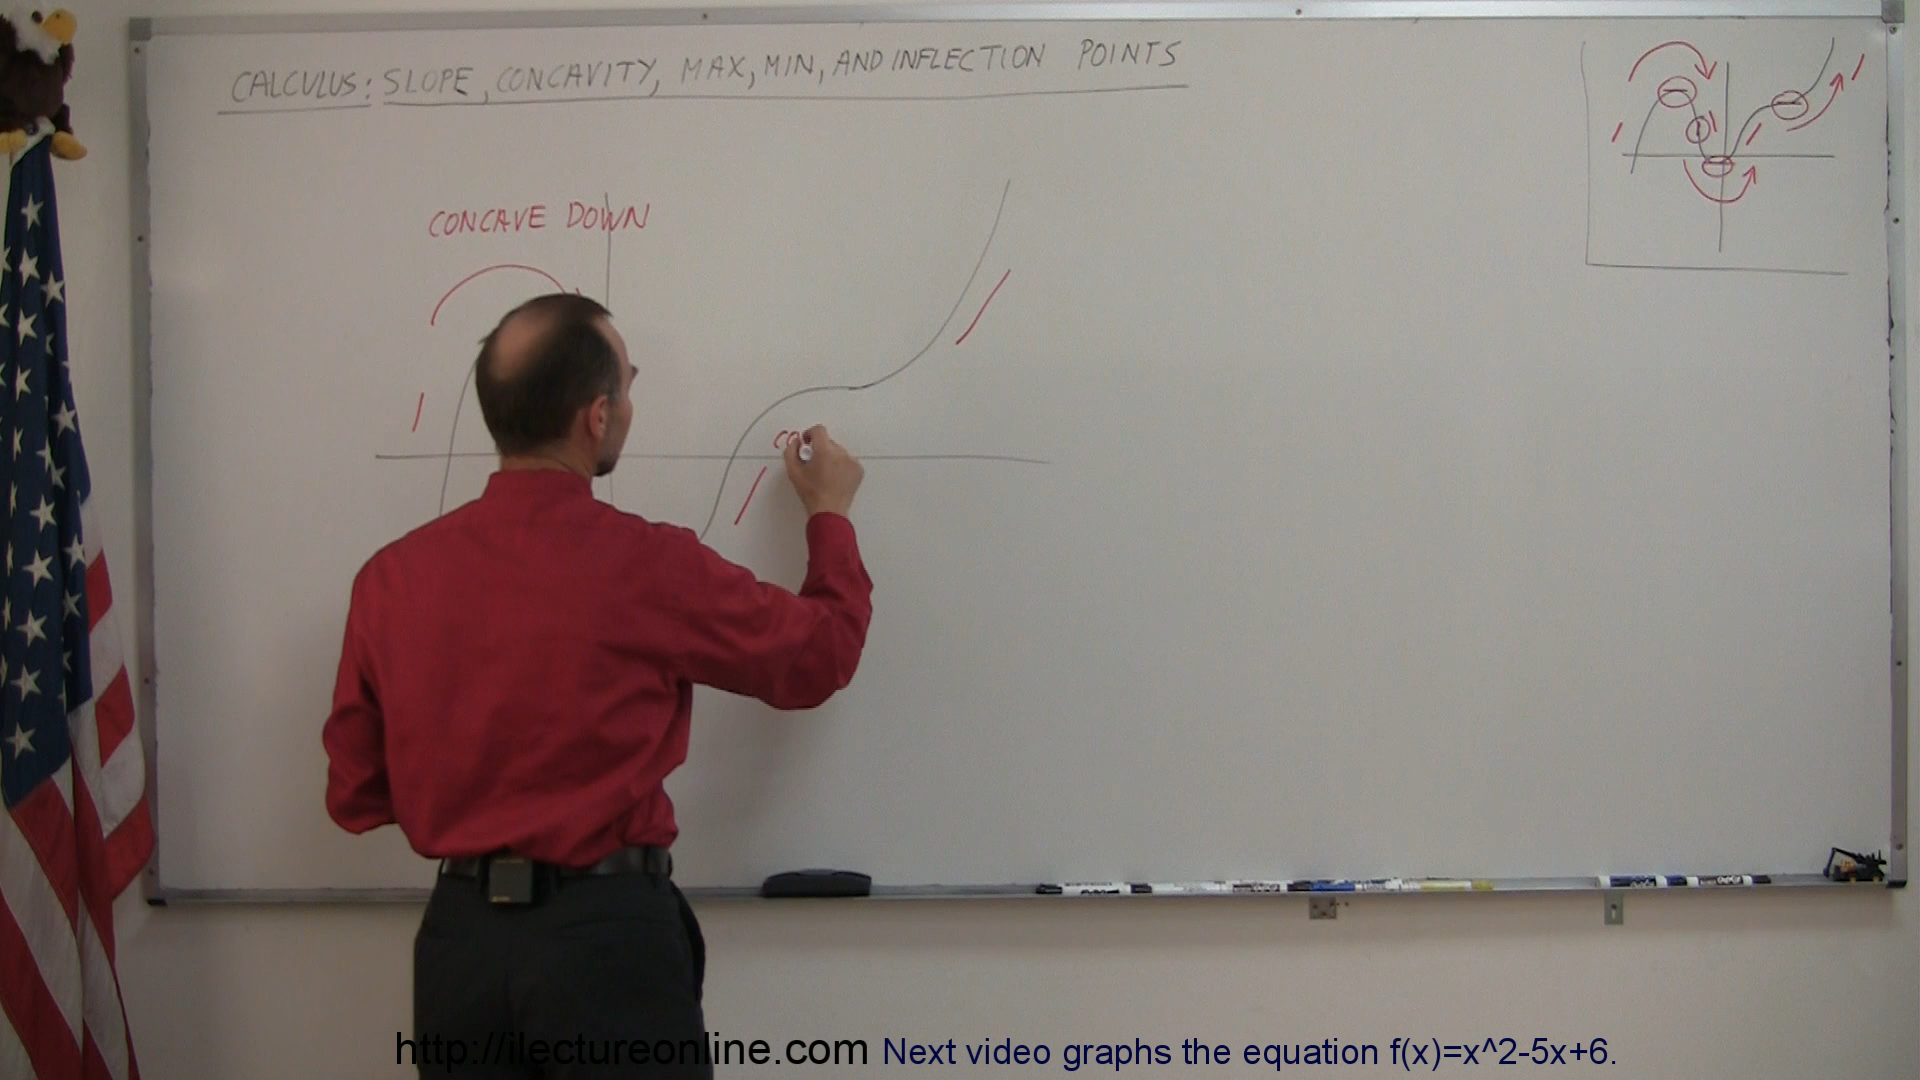 CALCULUS: SLOPE, CONCAVITY, MAX, MIN, AND INFLECTION POINTS
CONCAVE DOWN
CO
http://ilectureonline.com Next video graphs the equation f(x)=x^2-5x+6.